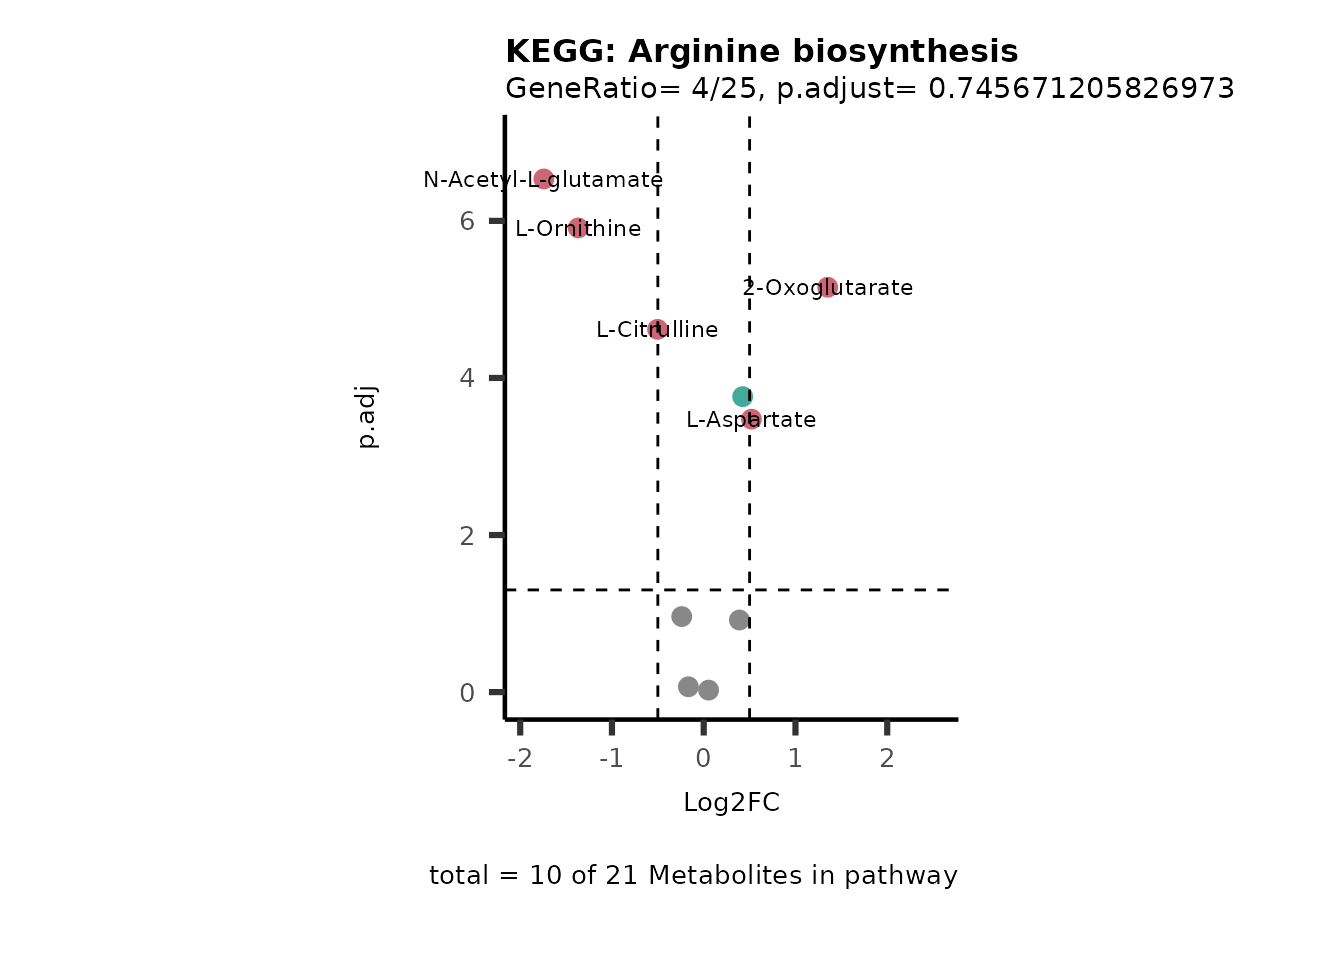 KEGG: Arginine biosynthesis
GeneRatio= 4/25, p.adjust= 0.745671205826973
N-Acetyl-L-glutamate
L-Ornithine
2-Oxoglutarate
L-Citrulline
L-Aspartate
6
4
2
0
p.adj
-2 -1 0 1 2
Log2FC
total = 10 of 21 Metabolites in pathway